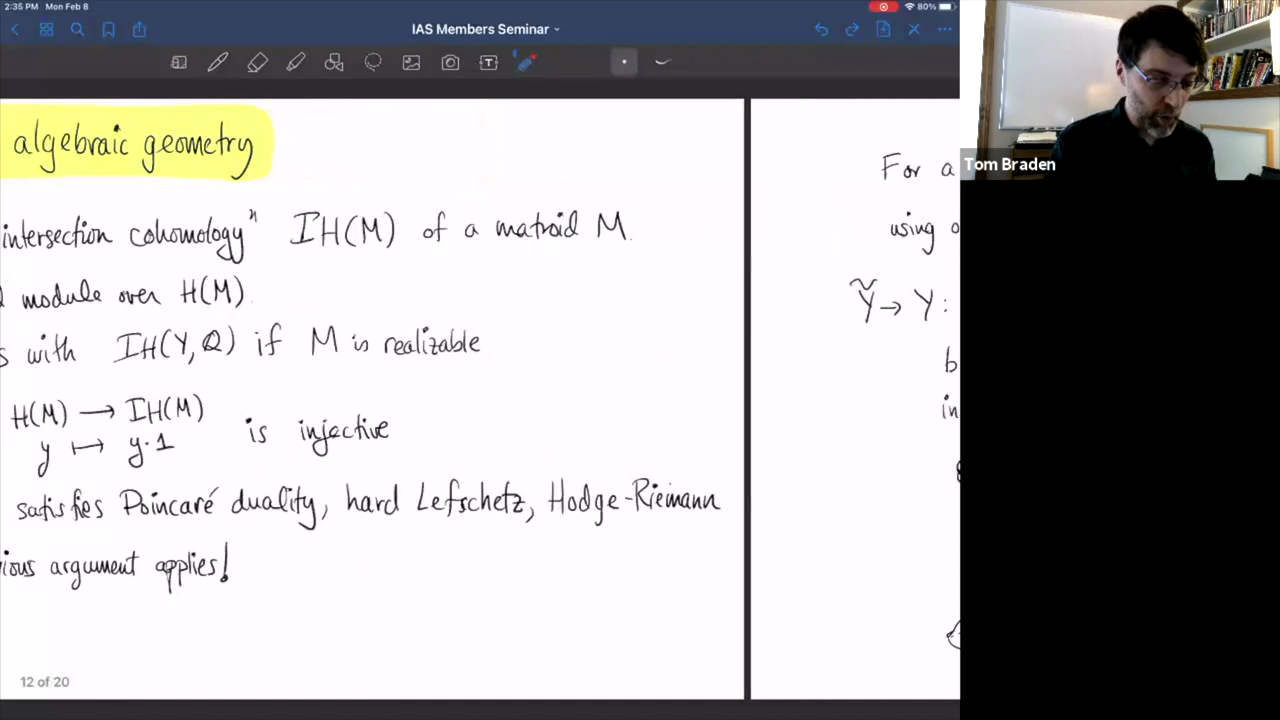 2:35 PM Mon Feb 8
80%
IAS Members Seminar
algebraic geometry
intersection cohomology" IH(M) of a matroid M.
module over H(M).
s with IH(Y, Q) if M is realizable
H(M) → IH(M)
y ↦ y·1 is injective
satisfies Poincaré duality, hard Lefschetz, Hodge-Riemann
ious argument applies!
12 of 20
For a
using o
Ỹ → Y:
b
in
Tom Braden